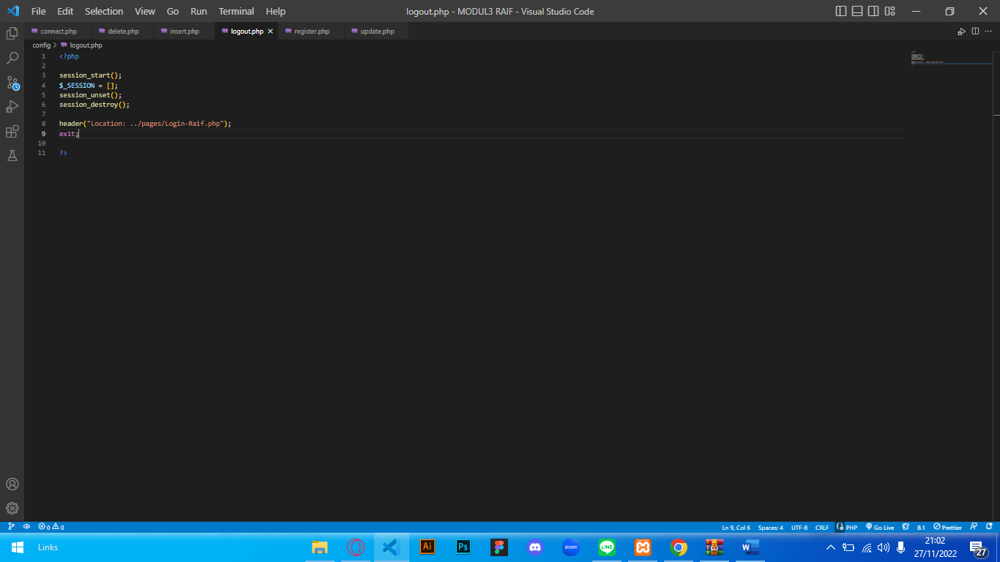 File Edit Selection View Go Run Terminal Help logout.php - MODUL3 RAIF - Visual Studio Code
connect.php delete.php insert.php logout.php register.php update.php
config > logout.php
1 <?php
2
3 session_start();
4 $_SESSION = [];
5 session_unset();
6 session_destroy();
7
8 header("Location: ../pages/Login-Raif.php");
9 exit;
10
11 ?>
0 0 Ln 9, Col 6 Spaces: 4 UTF-8 CRLF PHP Go Live 8.1 Prettier
Links Ai Ps zoom LINE W 21:02
27/11/2022 27